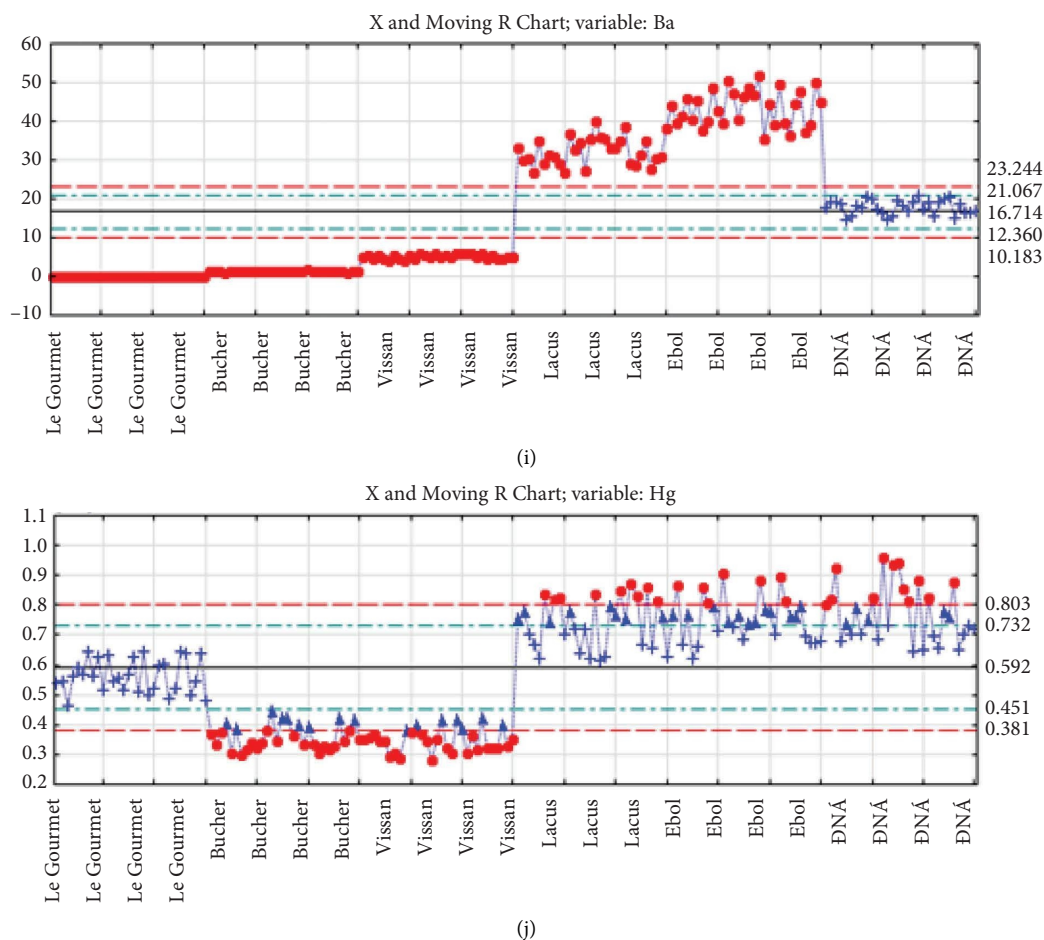 X and Moving R Chart; variable: Ba
60
50
40
30
20
10
0
–10
23.244
21.067
16.714
12.360
10.183
Le Gourmet
Le Gourmet
Le Gourmet
Le Gourmet
Bucher
Bucher
Bucher
Bucher
Vissan
Vissan
Vissan
Vissan
Lacus
Lacus
Lacus
Ebol
Ebol
Ebol
Ebol
ĐNÁ
ĐNÁ
ĐNÁ
ĐNÁ
(i)
X and Moving R Chart; variable: Hg
1.1
1.0
0.9
0.8
0.7
0.6
0.5
0.4
0.3
0.2
0.803
0.732
0.592
0.451
0.381
Le Gourmet
Le Gourmet
Le Gourmet
Le Gourmet
Bucher
Bucher
Bucher
Bucher
Vissan
Vissan
Vissan
Vissan
Lacus
Lacus
Lacus
Ebol
Ebol
Ebol
Ebol
ĐNÁ
ĐNÁ
ĐNÁ
ĐNÁ
(j)